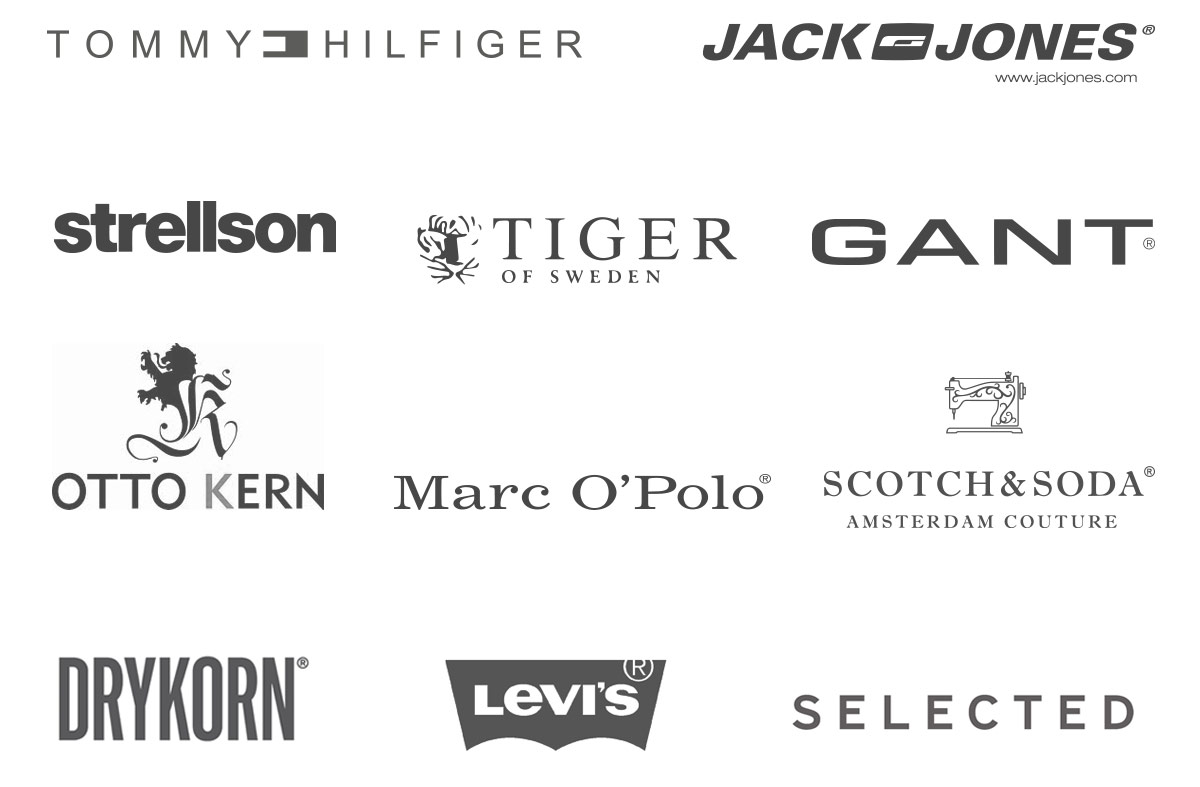 TOMMY HILFIGER
JACK JONES®
www.jackjones.com
strellson
TIGER
OF SWEDEN
GANT®
OTTO KERN
Marc O'Polo®
SCOTCH & SODA®
AMSTERDAM COUTURE
DRYKORN®
LEVI'S®
SELECTED